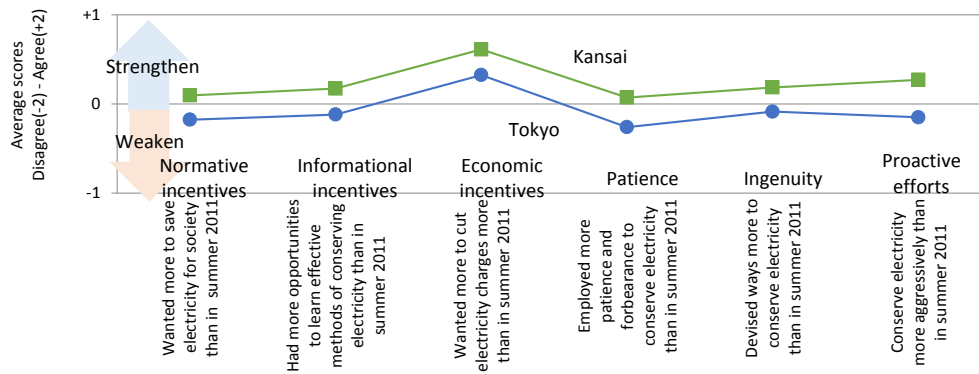 Average scores
Disagree(-2) - Agree(+2)
+1
0
-1
Strengthen
Weaken
Kansai
Tokyo
Normative
incentives
Informational
incentives
Economic
incentives
Patience
Ingenuity
Proactive
efforts
Wanted more to save
electricity for society
than in summer 2011
Had more opportunities
to learn effective
methods of conserving
electricity than in
summer 2011
Wanted more to cut
electricity charges more
than in summer 2011
Employed more
patience and
forbearance to
conserve electricity
than in summer 2011
Devised ways more to
conserve electricity
than in summer 2011
Conserve electricity
more aggressively than
in summer 2011